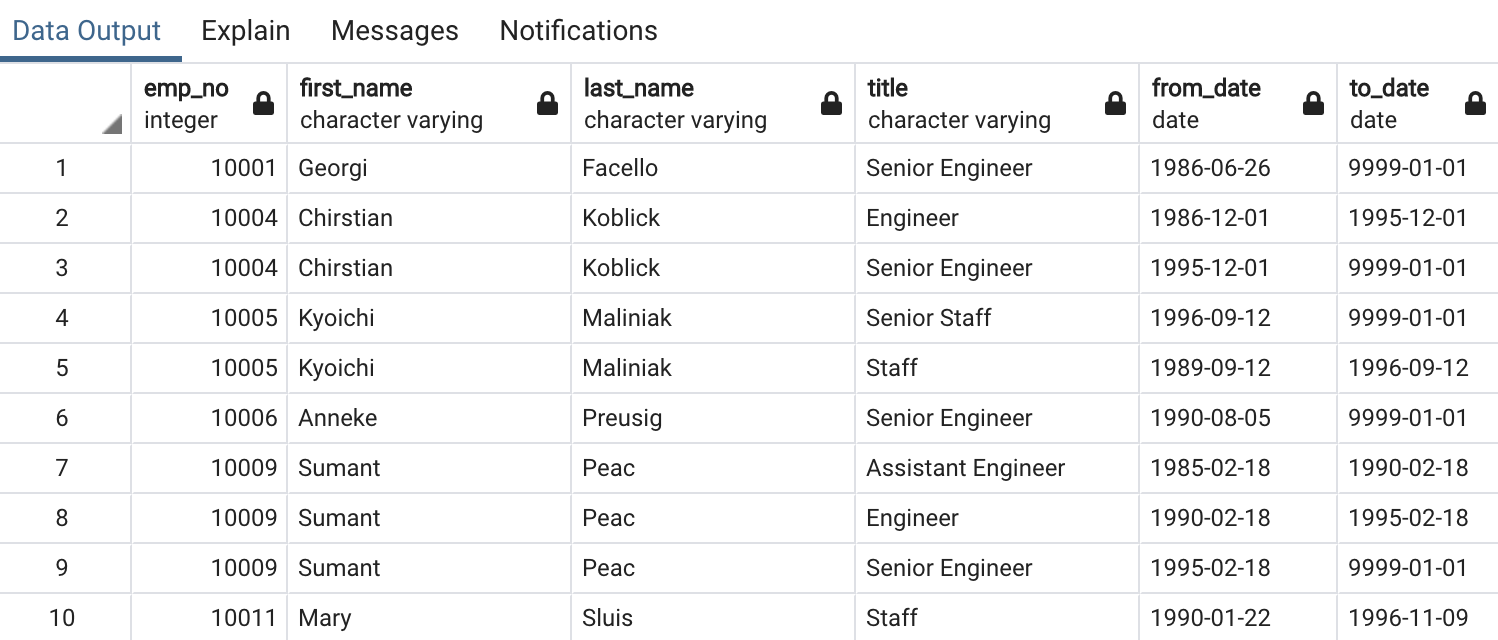 Data Output Explain Messages Notifications
emp_no first_name last_name title from_date to_date
integer character varying character varying character varying date date
1 10001 Georgi Facello Senior Engineer 1986-06-26 9999-01-01
2 10004 Chirstian Koblick Engineer 1986-12-01 1995-12-01
3 10004 Chirstian Koblick Senior Engineer 1995-12-01 9999-01-01
4 10005 Kyoichi Maliniak Senior Staff 1996-09-12 9999-01-01
5 10005 Kyoichi Maliniak Staff 1989-09-12 1996-09-12
6 10006 Anneke Preusig Senior Engineer 1990-08-05 9999-01-01
7 10009 Sumant Peac Assistant Engineer 1985-02-18 1990-02-18
8 10009 Sumant Peac Engineer 1990-02-18 1995-02-18
9 10009 Sumant Peac Senior Engineer 1995-02-18 9999-01-01
10 10011 Mary Sluis Staff 1990-01-22 1996-11-09